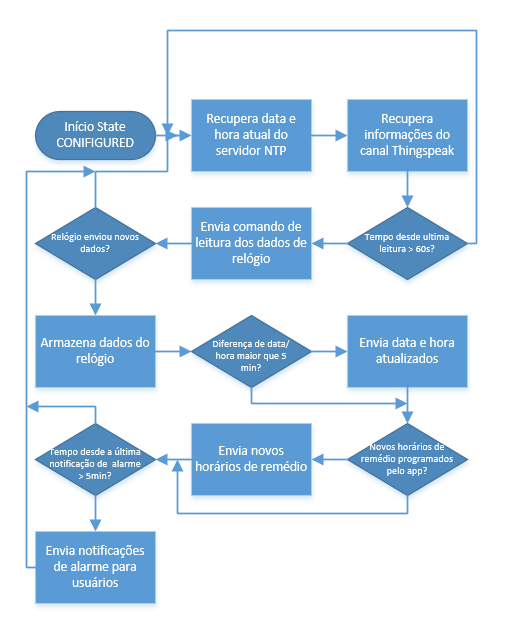 Início State
CONIFIGURED
Recupera data e
hora atual do
servidor NTP
Recupera
informações do
canal Thingspeak
Relógio enviou novos
dados?
Envia comando de
leitura dos dados de
relógio
Tempo desde ultima
leitura > 60s?
Armazena dados do
relógio
Diferença de data/
hora maior que 5
min?
Envia data e hora
atualizados
Tempo desde a última
notificação de alarme
> 5min?
Envia novos
horários de remédio
Novos horários de
remédio programados
pelo app?
Envia notificações
de alarme para
usuários